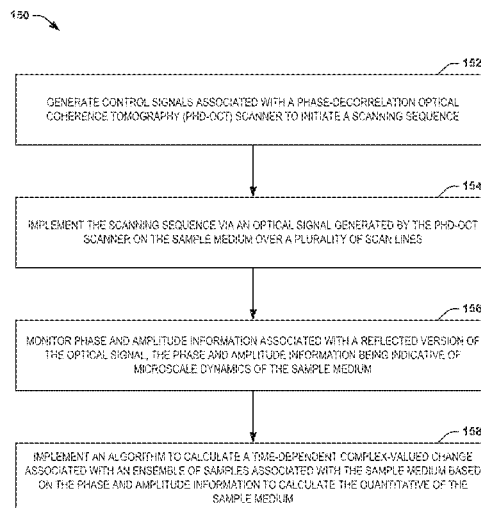 150
152
GENERATE CONTROL SIGNALS ASSOCIATED WITH A PHASE-DECORRELATION OPTICAL
COHERENCE TOMOGRAPHY (PHD-OCT) SCANNER TO INITIATE A SCANNING SEQUENCE
154
IMPLEMENT THE SCANNING SEQUENCE VIA AN OPTICAL SIGNAL GENERATED BY THE PHD-OCT
SCANNER ON THE SAMPLE MEDIUM OVER A PLURALITY OF SCAN LINES
156
MONITOR PHASE AND AMPLITUDE INFORMATION ASSOCIATED WITH A REFLECTED VERSION OF
THE OPTICAL SIGNAL, THE PHASE AND AMPLITUDE INFORMATION BEING INDICATIVE OF
MICROSCALE DYNAMICS OF THE SAMPLE MEDIUM
158
IMPLEMENT AN ALGORITHM TO CALCULATE A TIME-DEPENDENT COMPLEX-VALUED CHANGE
ASSOCIATED WITH AN ENSEMBLE OF SAMPLES ASSOCIATED WITH THE SAMPLE MEDIUM BASED
ON THE PHASE AND AMPLITUDE INFORMATION TO CALCULATE THE QUANTITATIVE OF THE
SAMPLE MEDIUM